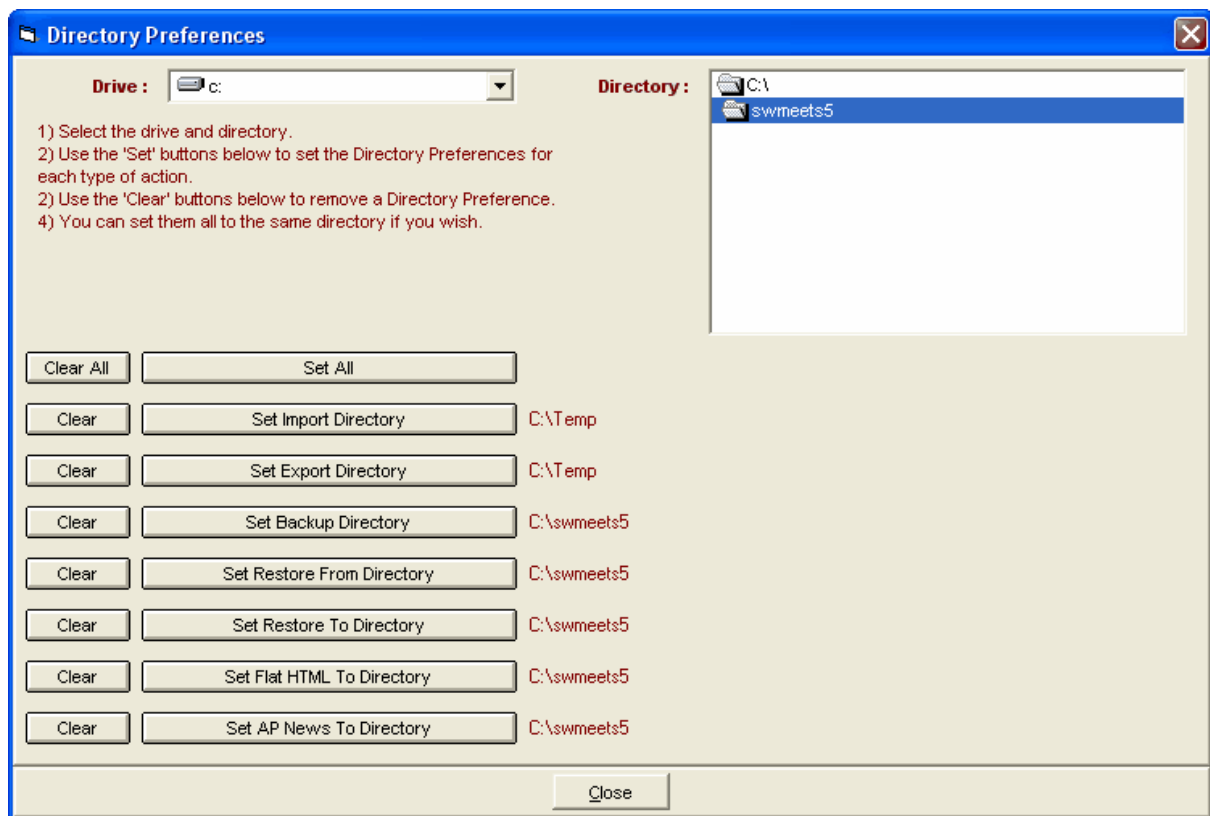 Directory Preferences
Drive : c: Directory : C:\
swmeets5
1) Select the drive and directory.
2) Use the 'Set' buttons below to set the Directory Preferences for
each type of action.
2) Use the 'Clear' buttons below to remove a Directory Preference.
4) You can set them all to the same directory if you wish.
Clear All Set All
Clear Set Import Directory C:\Temp
Clear Set Export Directory C:\Temp
Clear Set Backup Directory C:\swmeets5
Clear Set Restore From Directory C:\swmeets5
Clear Set Restore To Directory C:\swmeets5
Clear Set Flat HTML To Directory C:\swmeets5
Clear Set AP News To Directory C:\swmeets5
Close